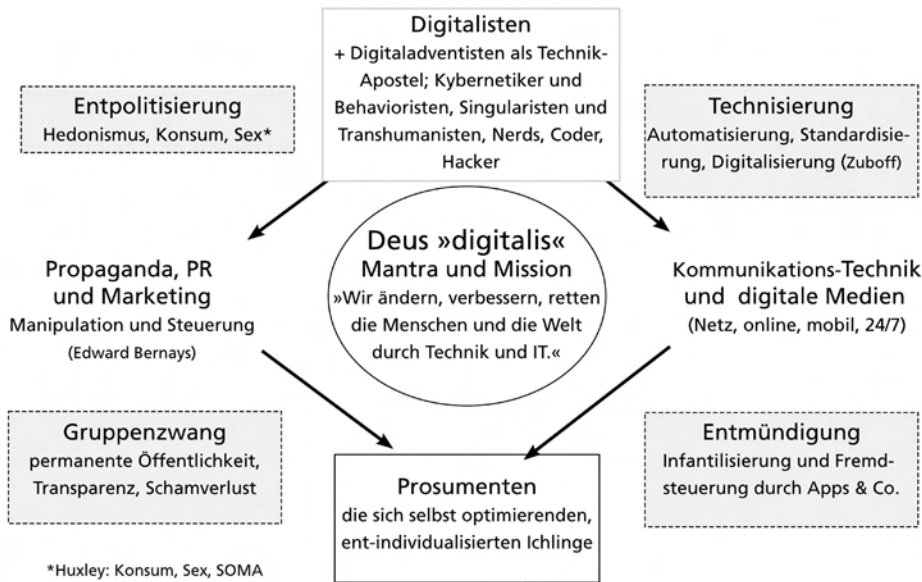 Digitalisten
+ Digitaladventisten als Technik-
Apostel; Kybernetiker und
Behavioristen, Singularisten und
Transhumanisten, Nerds, Coder,
Hacker
Entpolitisierung
Hedonismus, Konsum, Sex*
Technisierung
Automatisierung, Standardisie-
rung, Digitalisierung (Zuboff)
Propaganda, PR
und Marketing
Manipulation und Steuerung
(Edward Bernays)
Deus »digitalis«
Mantra und Mission
»Wir ändern, verbessern, retten
die Menschen und die Welt
durch Technik und IT.«
Kommunikations-Technik
und digitale Medien
(Netz, online, mobil, 24/7)
Gruppenzwang
permanente Öffentlichkeit,
Transparenz, Schamverlust
Prosumenten
die sich selbst optimierenden,
ent-individualisierten Ichlinge
Entmündigung
Infantilisierung und Fremd-
steuerung durch Apps & Co.
*Huxley: Konsum, Sex, SOMA